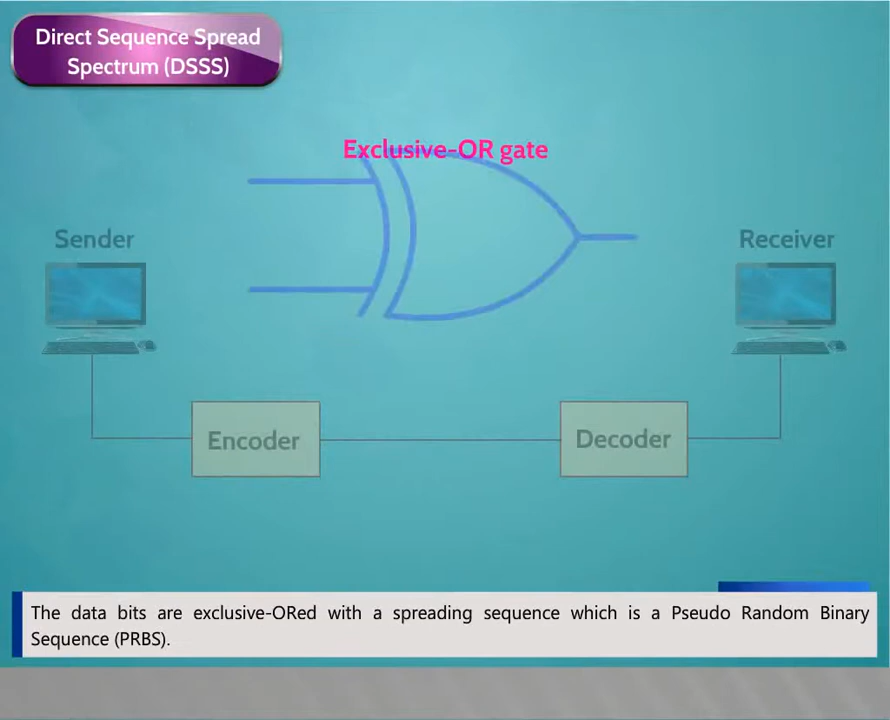 Direct Sequence Spread
Spectrum (DSSS)
Exclusive-OR gate
Sender
Receiver
Encoder
Decoder
The data bits are exclusive-ORed with a spreading sequence which is a Pseudo Random Binary
Sequence (PRBS).